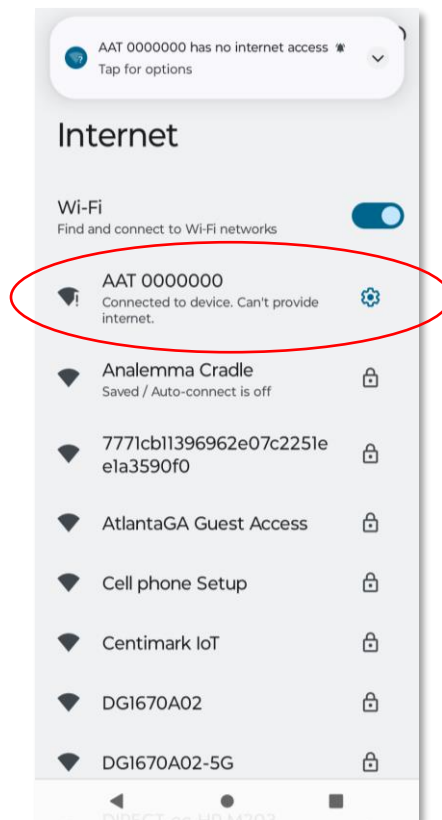 AAT 0000000 has no internet access
Tap for options
Internet
Wi-Fi
Find and connect to Wi-Fi networks
AAT 0000000
Connected to device. Can't provide
internet.
Analemma Cradle
Saved / Auto-connect is off
7771cb11396962e07c2251e
e1a3590f0
AtlantaGA Guest Access
Cell phone Setup
Centimark IoT
DG1670A02
DG1670A02-5G